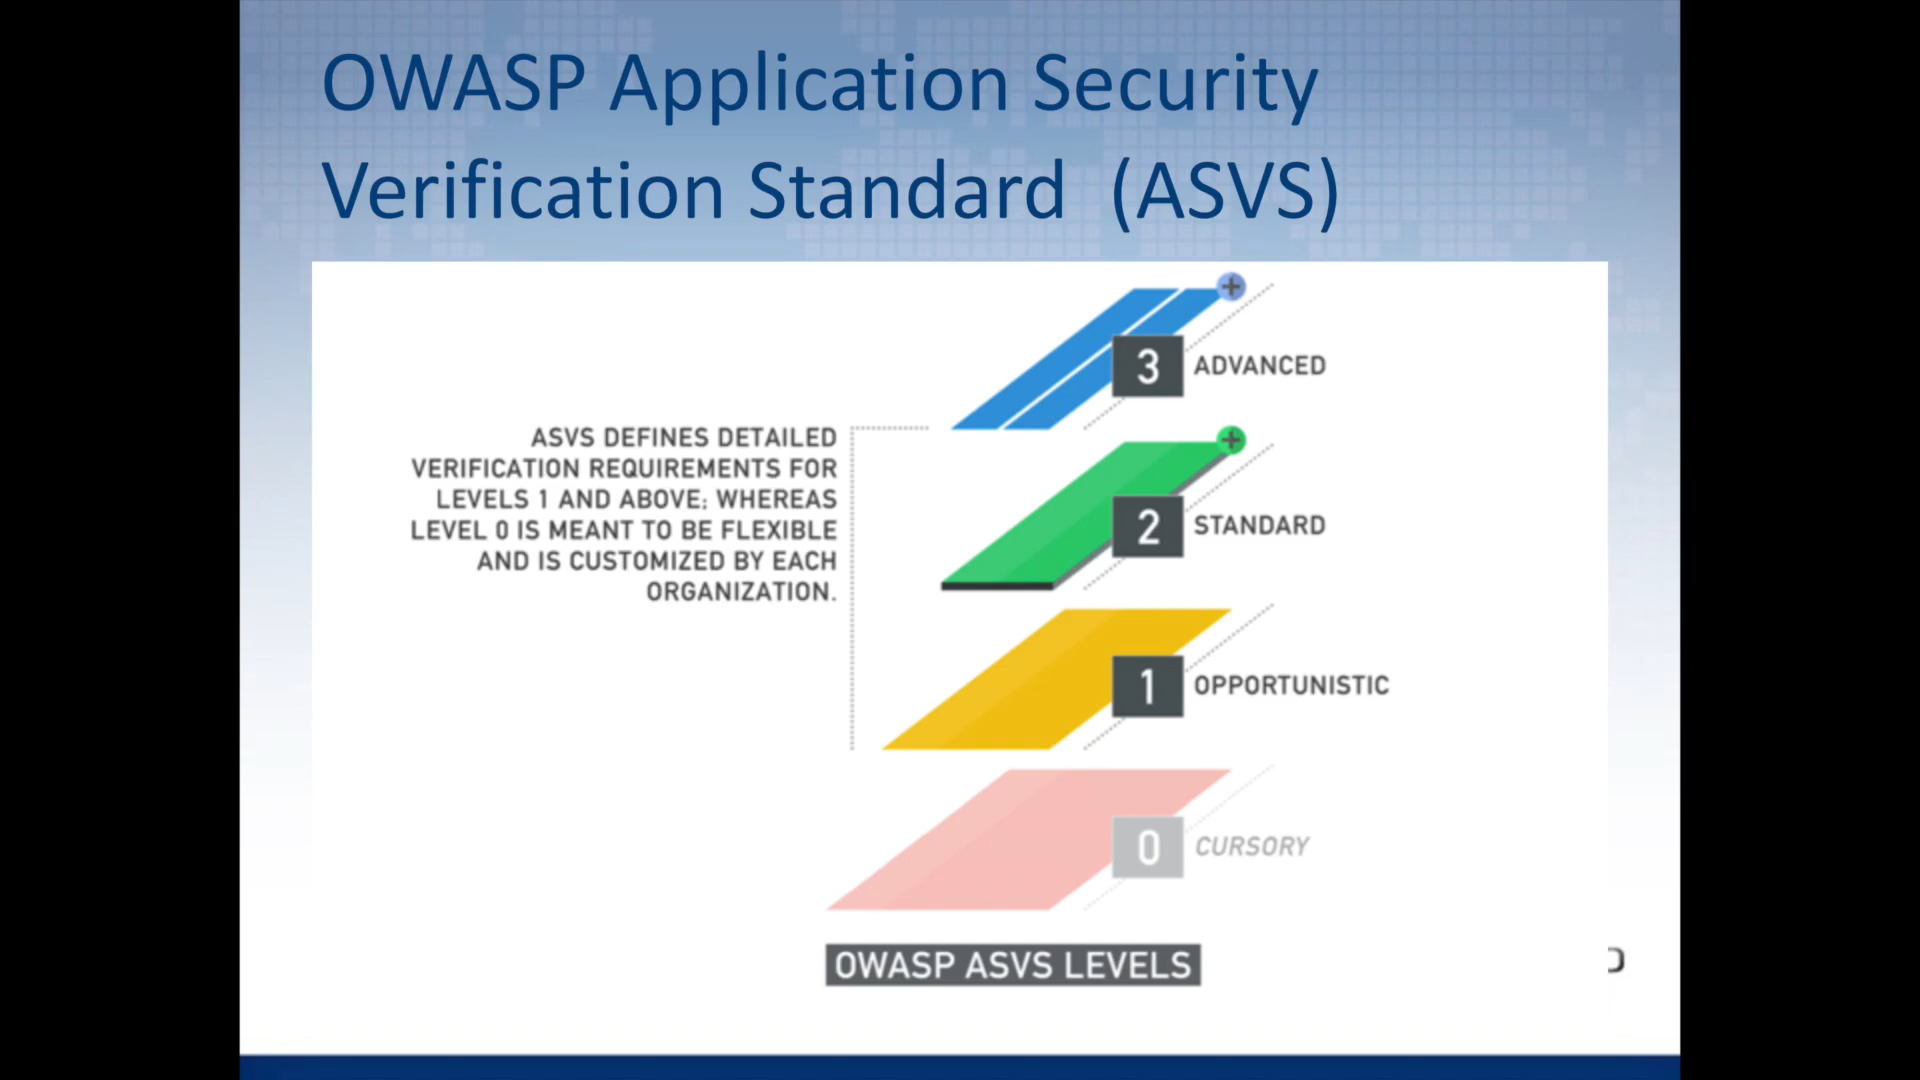 OWASP Application Security
Verification Standard (ASVS)
3 ADVANCED
ASVS DEFINES DETAILED
VERIFICATION REQUIREMENTS FOR
LEVELS 1 AND ABOVE; WHEREAS
LEVEL 0 IS MEANT TO BE FLEXIBLE
AND IS CUSTOMIZED BY EACH
ORGANIZATION.
2 STANDARD
1 OPPORTUNISTIC
0 CURSORY
OWASP ASVS LEVELS